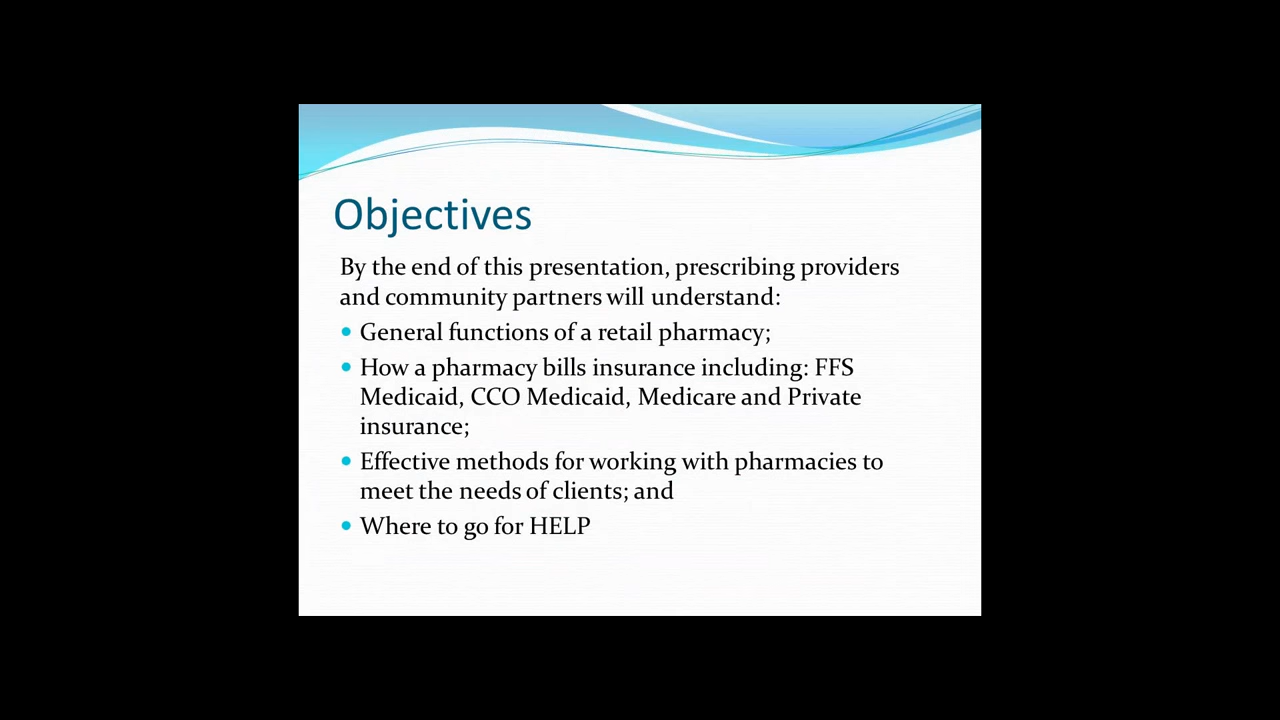 Objectives
By the end of this presentation, prescribing providers
and community partners will understand:
• General functions of a retail pharmacy;
• How a pharmacy bills insurance including: FFS
Medicaid, CCO Medicaid, Medicare and Private
insurance;
• Effective methods for working with pharmacies to
meet the needs of clients; and
• Where to go for HELP